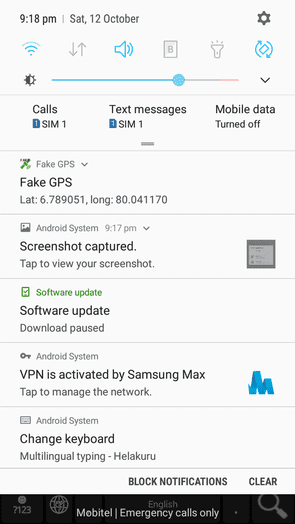 9:18 pm | Sat, 12 October
B
Calls Text messages Mobile data
1 SIM 1 1 SIM 1 Turned off
Fake GPS
Fake GPS
Lat: 6.789051, long: 80.041170
Android System 9:17 pm
Screenshot captured.
Tap to view your screenshot.
Software update
Software update
Download paused
Android System
VPN is activated by Samsung Max
Tap to manage the network.
Android System
Change keyboard
Multilingual typing - Helakuru
BLOCK NOTIFICATIONS CLEAR
?123 English
Mobitel | Emergency calls only